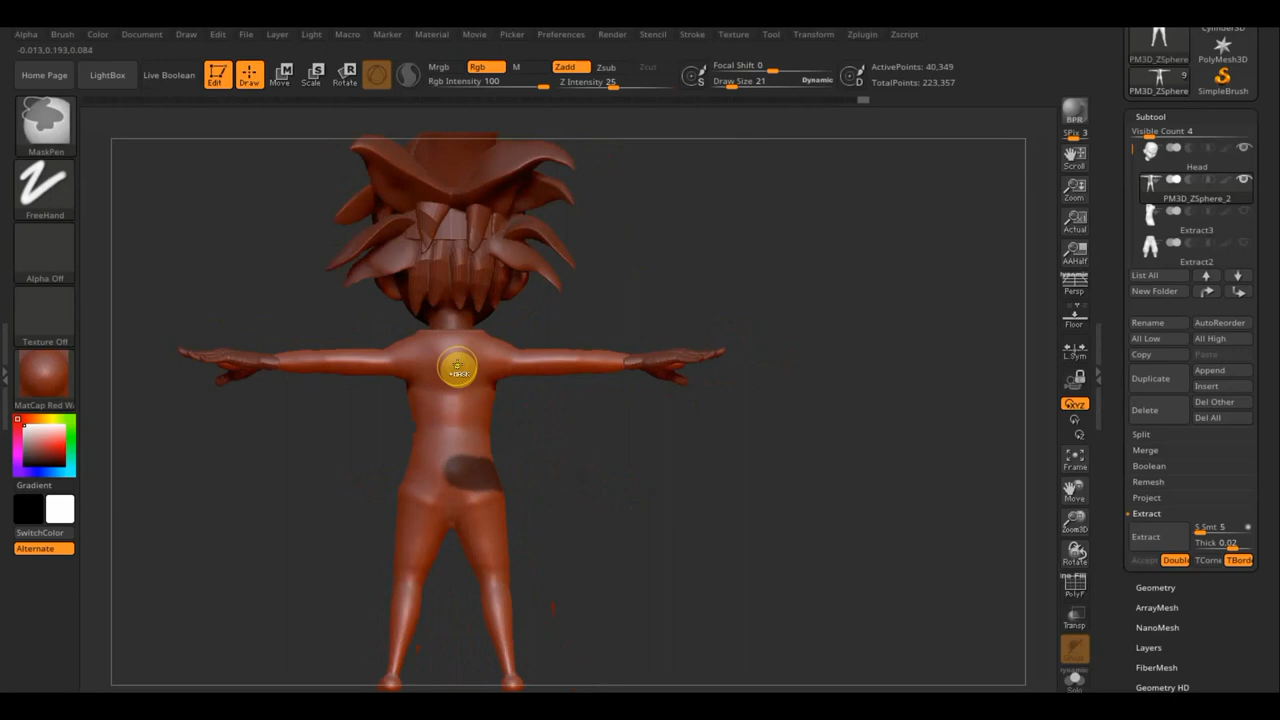 Alpha Brush Color Document Draw Edit File Layer Light Macro Marker Material Movie Picker Preferences Render Stencil Stroke Texture Tool Transform Zplugin Zscript
-0.013,0.193,0.084
Home Page LightBox Live Boolean Edit Draw Move Scale Rotate
Mrgb Rgb M Zadd Zsub Zcut
Rgb Intensity 100 Z Intensity 25
Focal Shift 0
Draw Size 21 Dynamic
S
D
ActivePoints: 40,349
TotalPoints: 223,357
PM3D_ZSphere PolyMesh3D
9
PM3D_ZSphere SimpleBrush
MaskPen
FreeHand
Alpha Off
Texture Off
MatCap Red W
Gradient
SwitchColor
Alternate
+MASK
BPR
SPix 3
Scroll
Zoom
Actual
AAHalf
Dynamic
Persp
Floor
L.Sym
XYZ
Frame
Move
Zoom3D
Rotate
PolyF
Transp
Dynamic
Solo
Subtool
Visible Count 4
Head
PM3D_ZSphere_2
Extract3
Extract2
List All
New Folder
Rename AutoReorder
All Low All High
Copy Paste
Duplicate Append
Insert
Delete Del Other
Del All
Split
Merge
Boolean
Remesh
Project
Extract
Extract S Smt 5
Thick 0.02
Accept Double TCorne TBorde
Geometry
ArrayMesh
NanoMesh
Layers
FiberMesh
Geometry HD